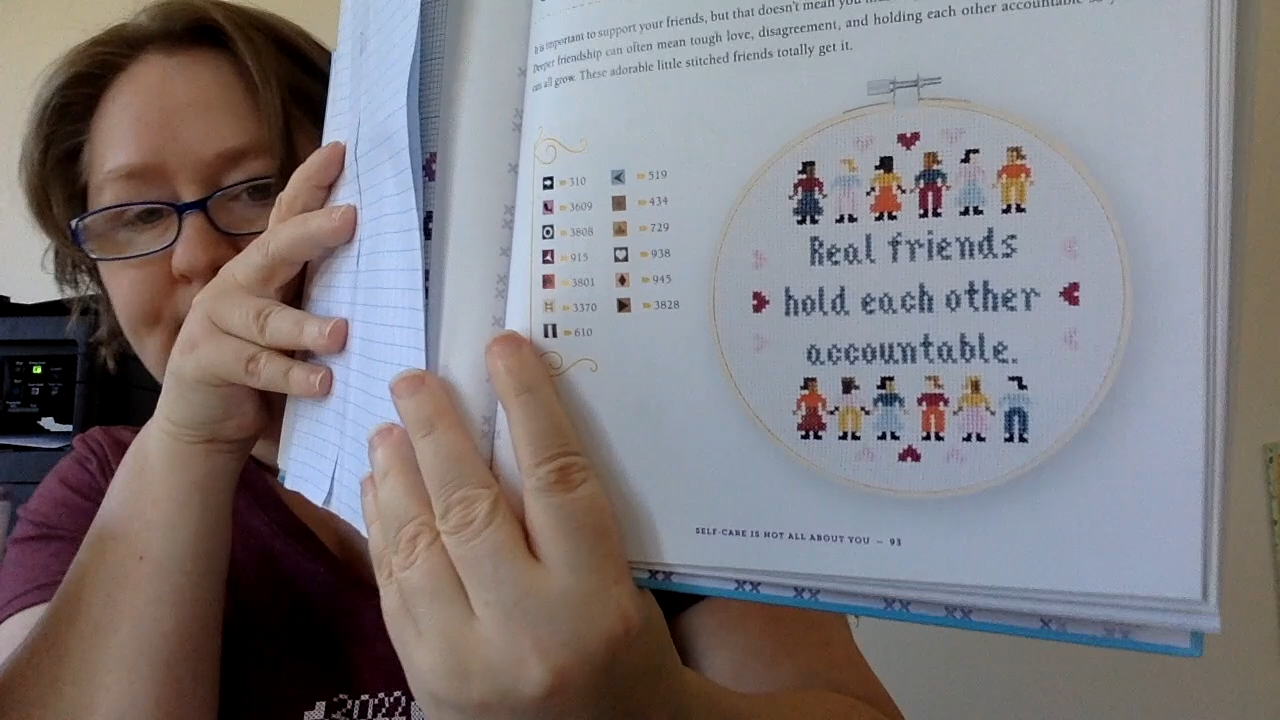 It is important to support your friends, but that doesn't mean you
Deeper friendship can often mean tough love, disagreement, and holding each other accountable so
can all grow. These adorable little stitched friends totally get it.
310
3609
3808
915
3801
3370
610
519
434
729
938
945
3828
Real friends
hold each other
accountable.
SELF-CARE IS NOT ALL ABOUT YOU — 93
2022